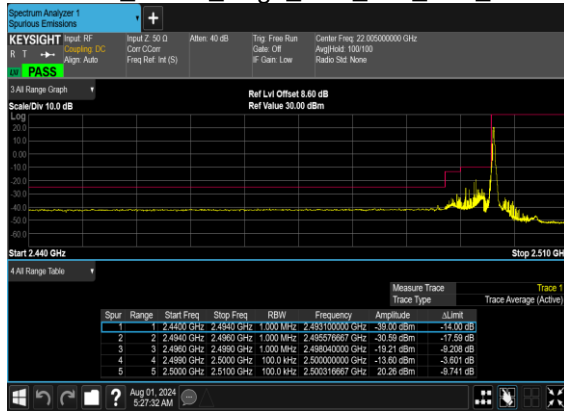 Spectrum Analyzer 1
Spurious Emissions
+
KEYSIGHT Input: RF Input Z: 50 Ω Atten: 40 dB Trig: Free Run Center Freq: 22.005000000 GHz
R T Coupling: DC Corr CCorr Gate: Off Avg|Hold: 100/100
Align: Auto Freq Ref: Int (S) IF Gain: Low Radio Std: None
PASS
3 All Range Graph Ref Lvl Offset 8.60 dB
Scale/Div 10.0 dB Ref Value 30.00 dBm
Log
20.0
10.0
0.00
-10.0
-20.0
-30.0
-40.0
-50.0
-60.0
Start 2.440 GHz Stop 2.510 GH
4 All Range Table
Measure Trace Trace 1
Trace Type Trace Average (Active)
Spur Range Start Freq Stop Freq RBW Frequency Amplitude ΔLimit
1 1 2.4400 GHz 2.4940 GHz 1.000 MHz 2.493100000 GHz -39.00 dBm -14.00 dB
2 2 2.4940 GHz 2.4960 GHz 1.000 MHz 2.495576667 GHz -30.59 dBm -17.59 dB
3 3 2.4960 GHz 2.4990 GHz 1.000 MHz 2.498040000 GHz -19.21 dBm -9.208 dB
4 4 2.4990 GHz 2.5000 GHz 100.0 kHz 2.500000000 GHz -13.60 dBm -3.601 dB
5 5 2.5000 GHz 2.5100 GHz 100.0 kHz 2.500316667 GHz 20.26 dBm -9.741 dB
? Aug 01, 2024
5:27:32 AM